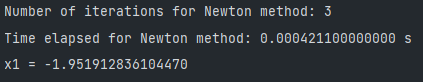 Number of iterations for Newton method: 3
Time elapsed for Newton method: 0.000421100000000 s
x1 = -1.951912836104470